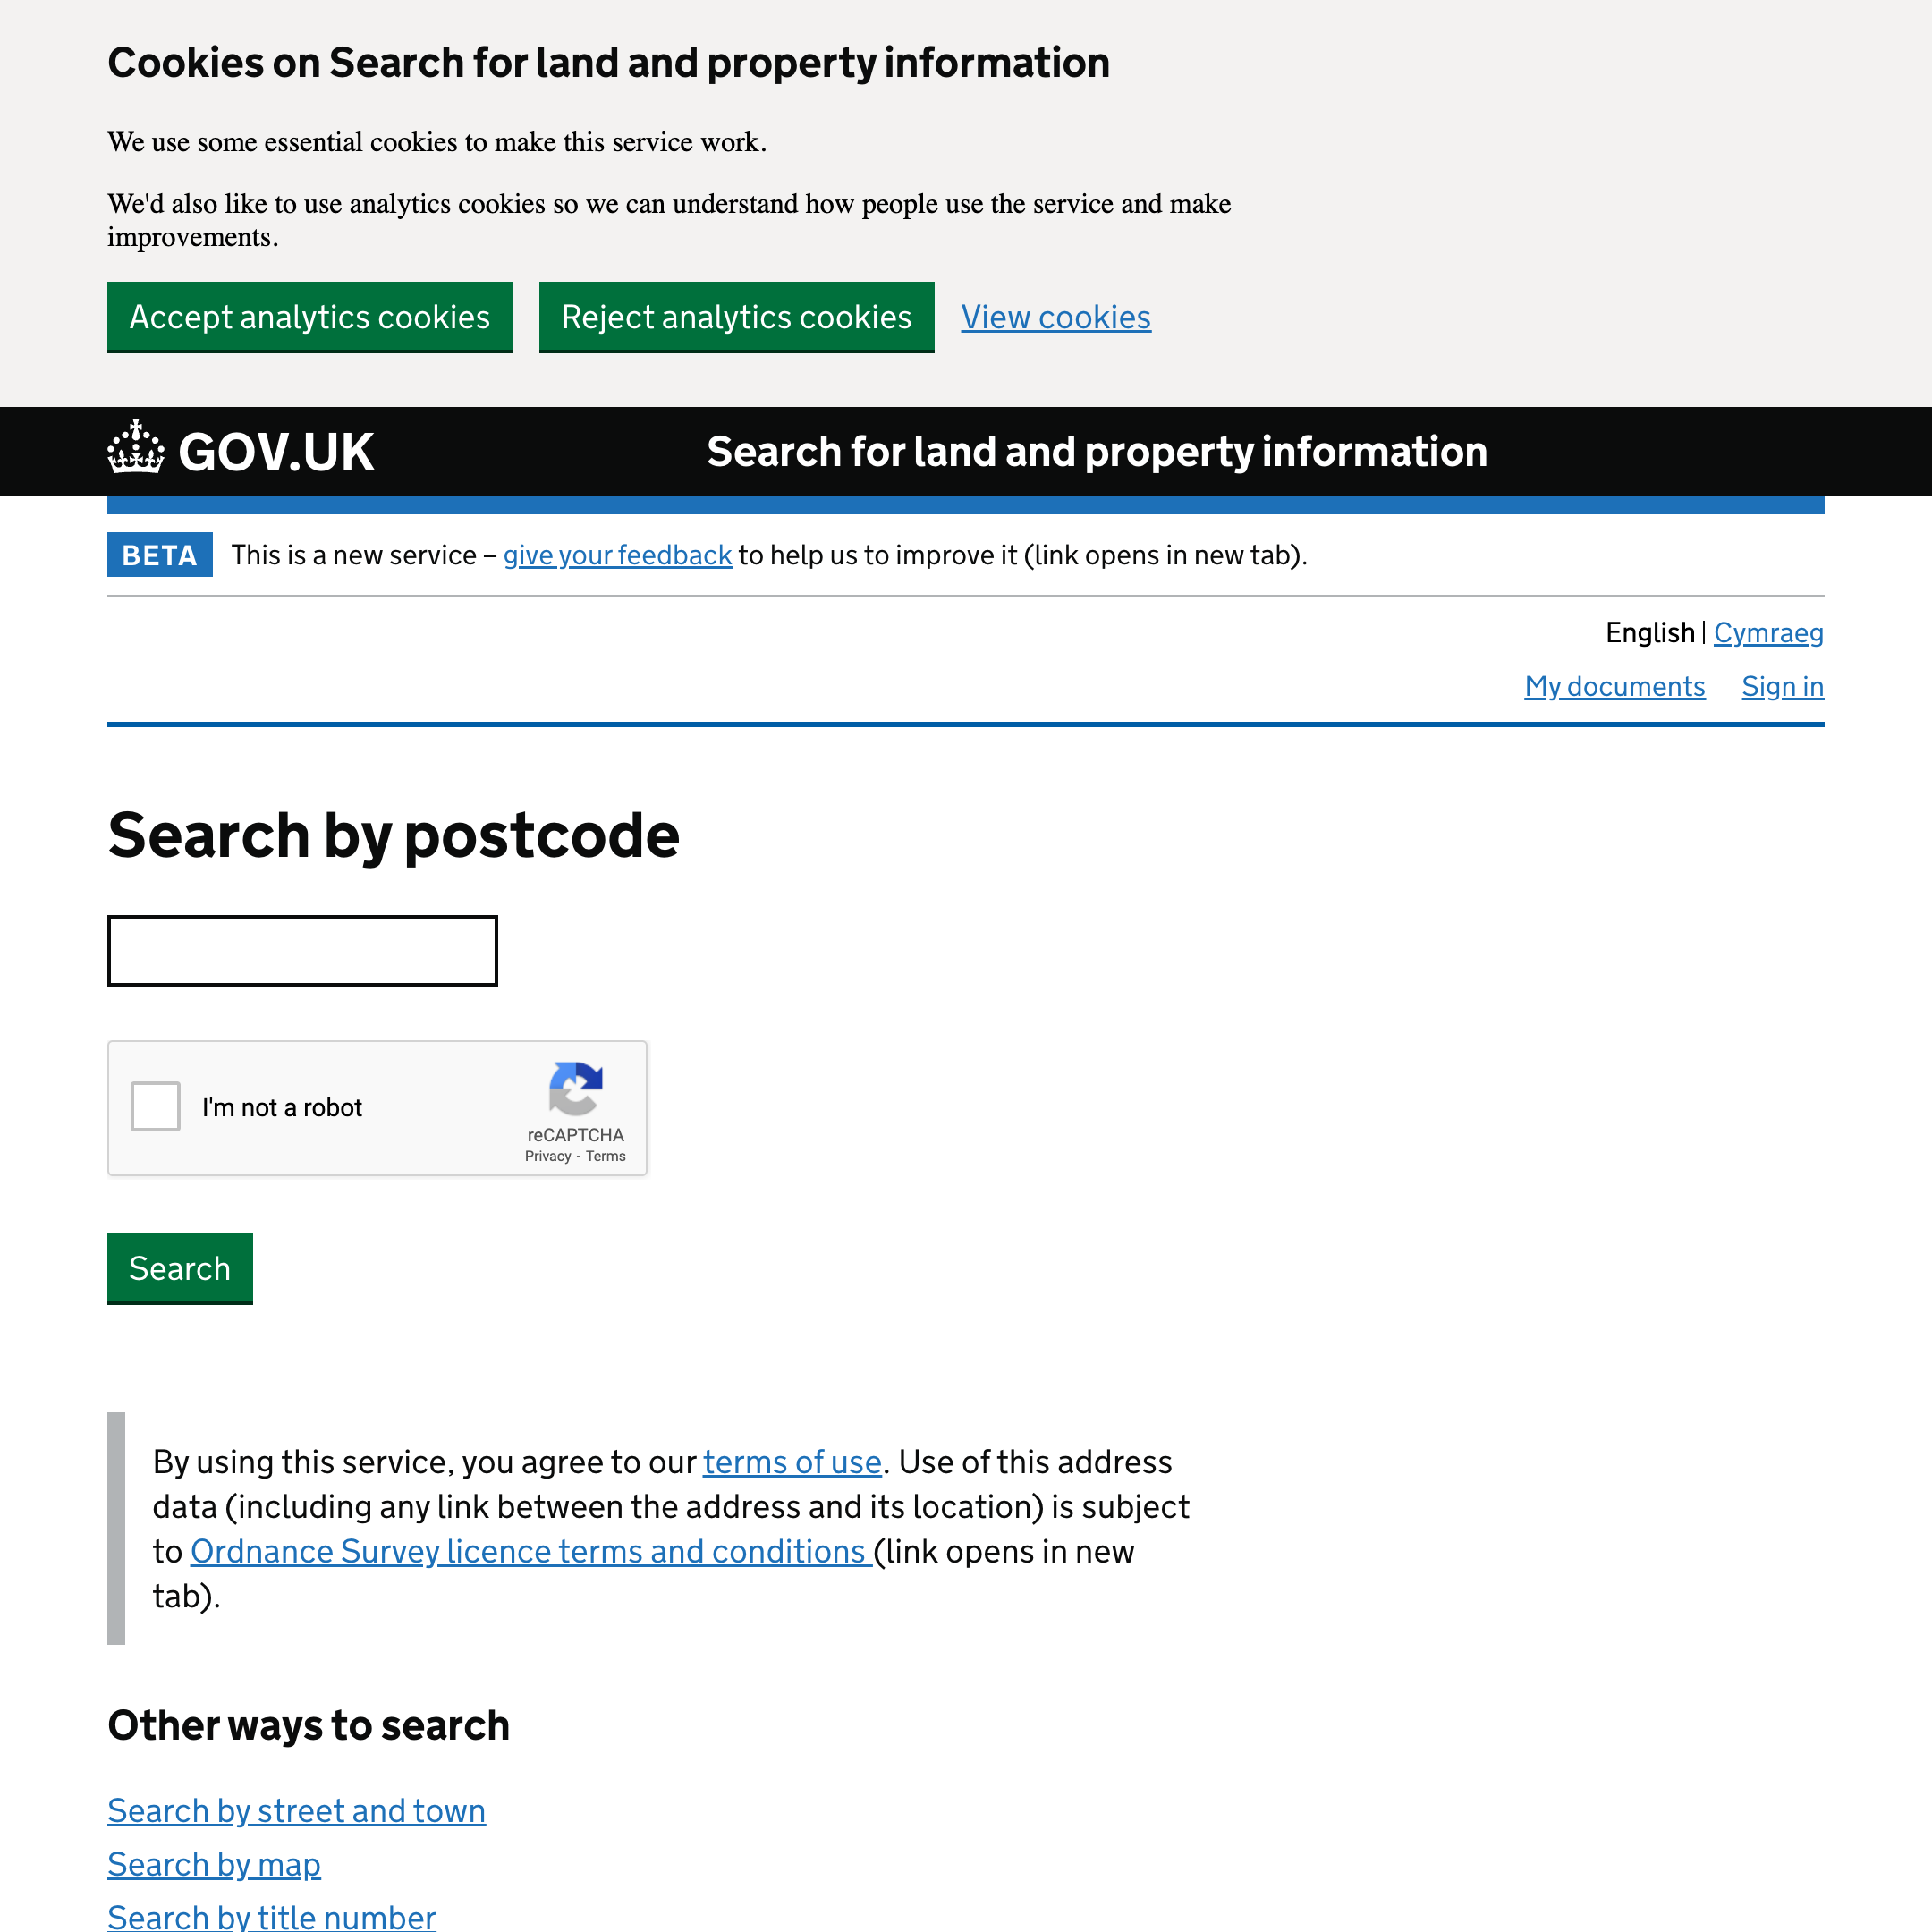 Cookies on Search for land and property information
We use some essential cookies to make this service work.
We'd also like to use analytics cookies so we can understand how people use the service and make
improvements.
Accept analytics cookies Reject analytics cookies View cookies
GOV.UK Search for land and property information
BETA This is a new service – give your feedback to help us to improve it (link opens in new tab).
English | Cymraeg
My documents Sign in
Search by postcode
I'm not a robot
reCAPTCHA
Privacy - Terms
Search
By using this service, you agree to our terms of use. Use of this address
data (including any link between the address and its location) is subject
to Ordnance Survey licence terms and conditions (link opens in new
tab).
Other ways to search
Search by street and town
Search by map
Search by title number